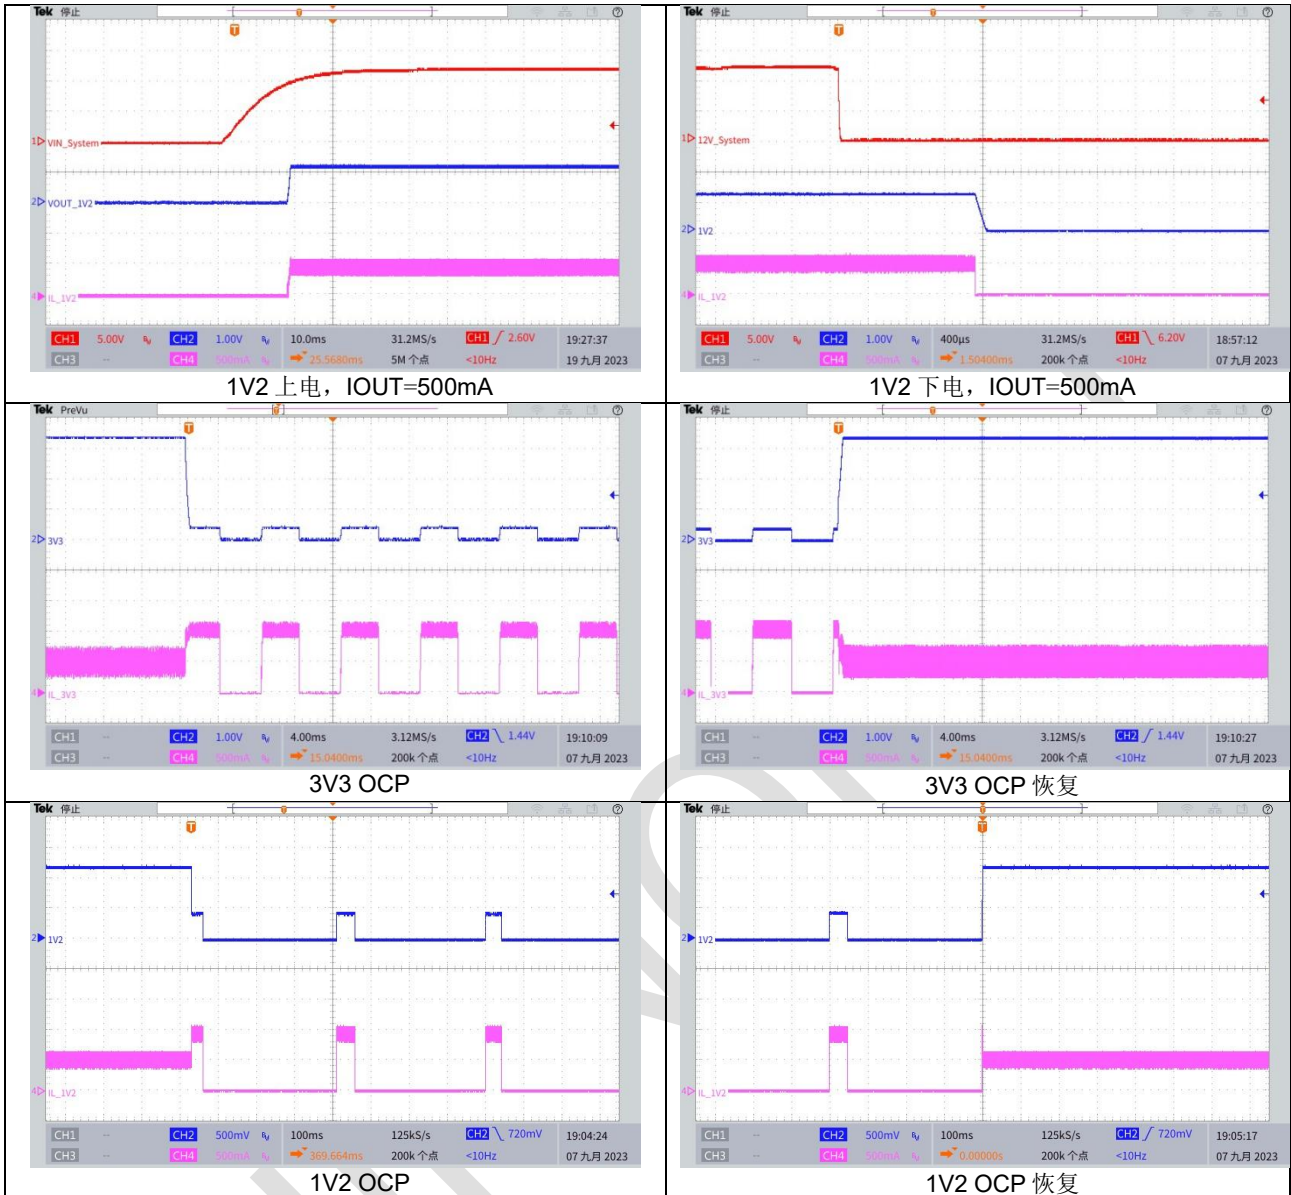 Tek 停止
T
1 VIN_System
2 VOUT_1V2
4 IL_1V2
CH1 5.00V CH2 1.00V 10.0ms 31.2MS/s CH1 2.60V 19:27:37
CH3 -- CH4 500mA 25.5680ms 5M 个点 <10Hz 19 九月 2023
1V2 上电，IOUT=500mA
Tek 停止
T
1 12V_System
2 1V2
4 IL_1V2
CH1 5.00V CH2 1.00V 400µs 31.2MS/s CH1 6.20V 18:57:12
CH3 -- CH4 500mA 1.50400ms 200k 个点 <10Hz 07 九月 2023
1V2 下电，IOUT=500mA
Tek PreVu
T
2 3V3
4 IL_3V3
CH1 -- CH2 1.00V 4.00ms 3.12MS/s CH2 1.44V 19:10:09
CH3 -- CH4 500mA 15.0400ms 200k 个点 <10Hz 07 九月 2023
3V3 OCP
Tek 停止
T
2 3V3
4 IL_3V3
CH1 -- CH2 1.00V 4.00ms 3.12MS/s CH2 1.44V 19:10:27
CH3 -- CH4 500mA 15.0400ms 200k 个点 <10Hz 07 九月 2023
3V3 OCP 恢复
Tek 停止
T
2 1V2
4 IL_1V2
CH1 -- CH2 500mV 100ms 125kS/s CH2 720mV 19:04:24
CH3 -- CH4 500mA 369.664ms 200k 个点 <10Hz 07 九月 2023
1V2 OCP
Tek 停止
T
2 1V2
4 IL_1V2
CH1 -- CH2 500mV 100ms 125kS/s CH2 720mV 19:05:17
CH3 -- CH4 500mA 0.00000s 200k 个点 <10Hz 07 九月 2023
1V2 OCP 恢复